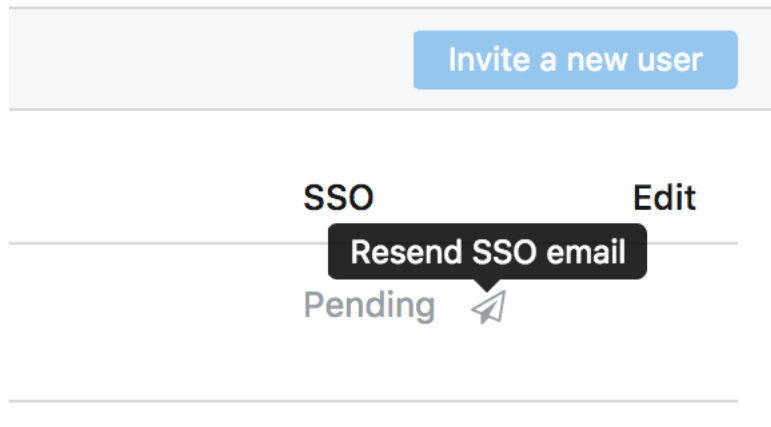 Invite a new user
SSO Edit
Resend SSO email
Pending